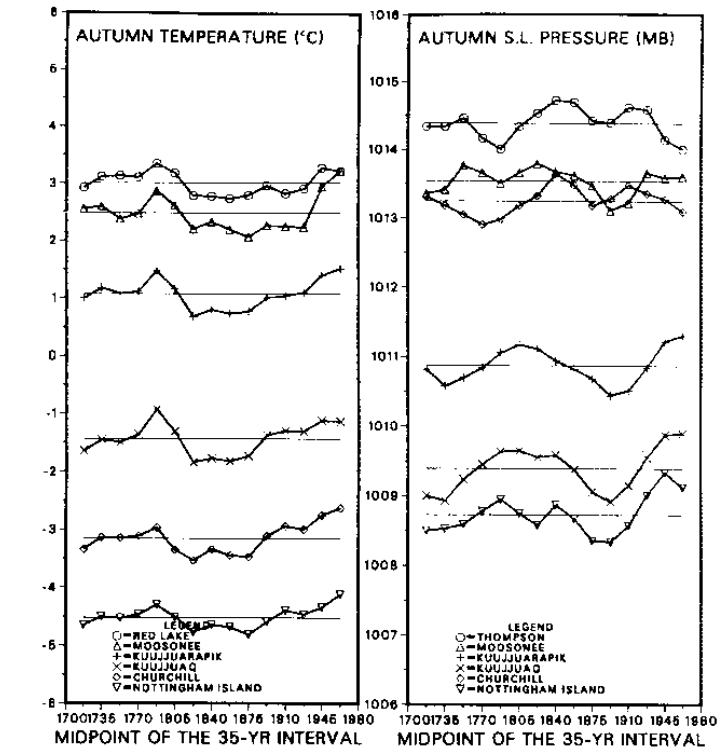 AUTUMN TEMPERATURE (°C)
6
5
4
3
2
1
0
-1
-2
-3
-4
-5
-6
LEGEND
RED LAKE
MOOSONEE
KUUJJUARAPIK
KUUJJUAQ
CHURCHILL
NOTTINGHAM ISLAND
1700 1735 1770 1805 1840 1875 1910 1945 1980
MIDPOINT OF THE 35-YR INTERVAL
AUTUMN S.L. PRESSURE (MB)
1016
1015
1014
1013
1012
1011
1010
1009
1008
1007
1006
LEGEND
THOMPSON
MOOSONEE
KUUJJUARAPIK
KUUJJUAQ
CHURCHILL
NOTTINGHAM ISLAND
1700 1735 1770 1805 1840 1875 1910 1945 1980
MIDPOINT OF THE 35-YR INTERVAL